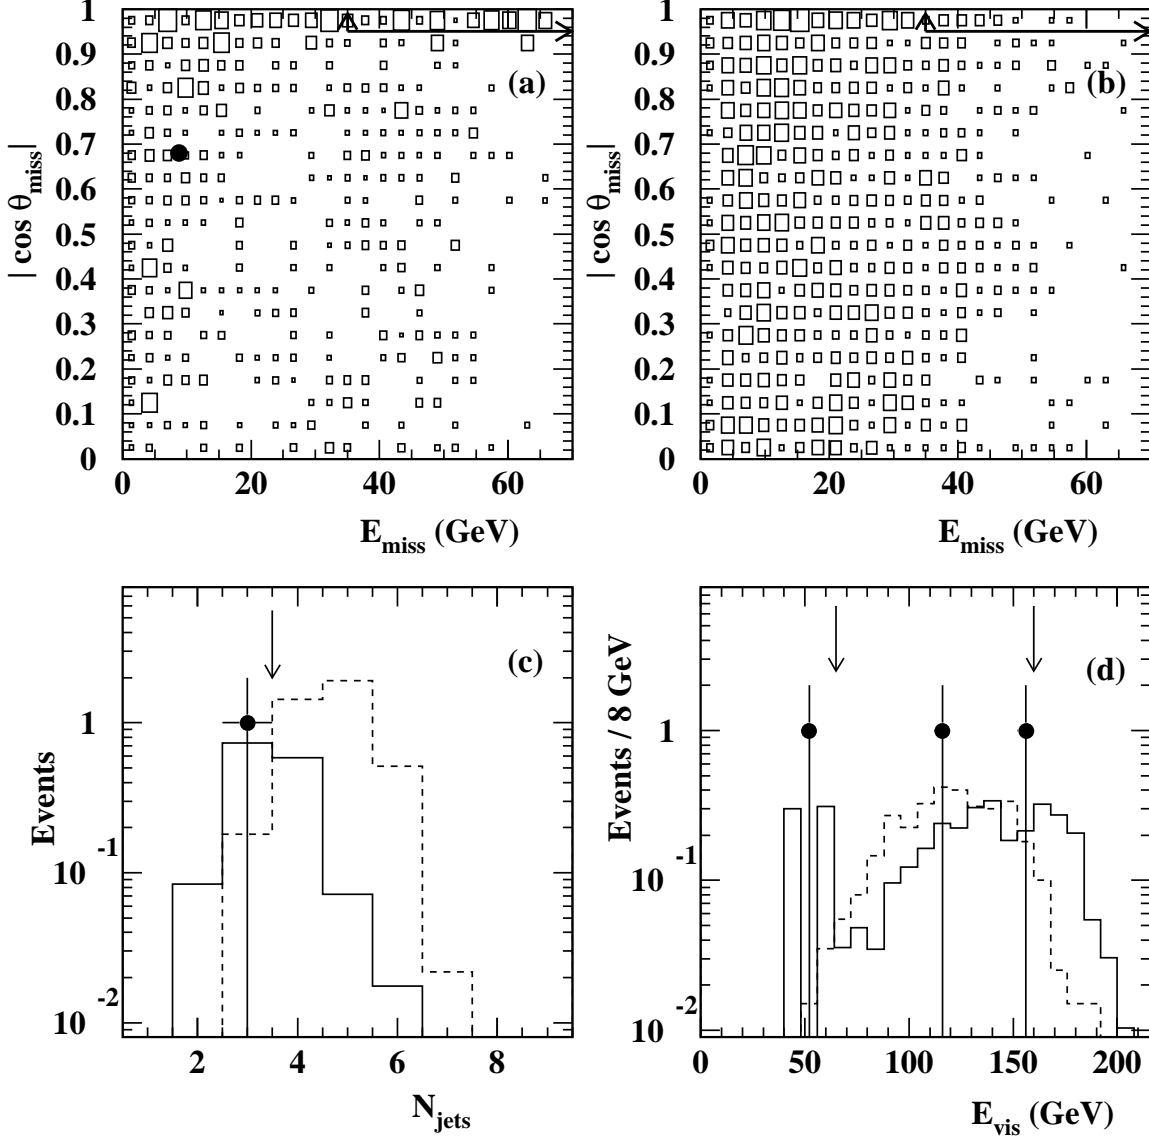 1
0.9
0.8
0.7
0.6
0.5
0.4
0.3
0.2
0.1
0
0 20 40 60
| cos θmiss|
Emiss (GeV)
(a)
1
0.9
0.8
0.7
0.6
0.5
0.4
0.3
0.2
0.1
0
0 20 40 60
| cos θmiss|
Emiss (GeV)
(b)
1
10 -1
10 -2
2 4 6 8
Events
Njets
(c)
1
10 -1
10 -2
0 50 100 150 200
Events / 8 GeV
Evis (GeV)
(d)